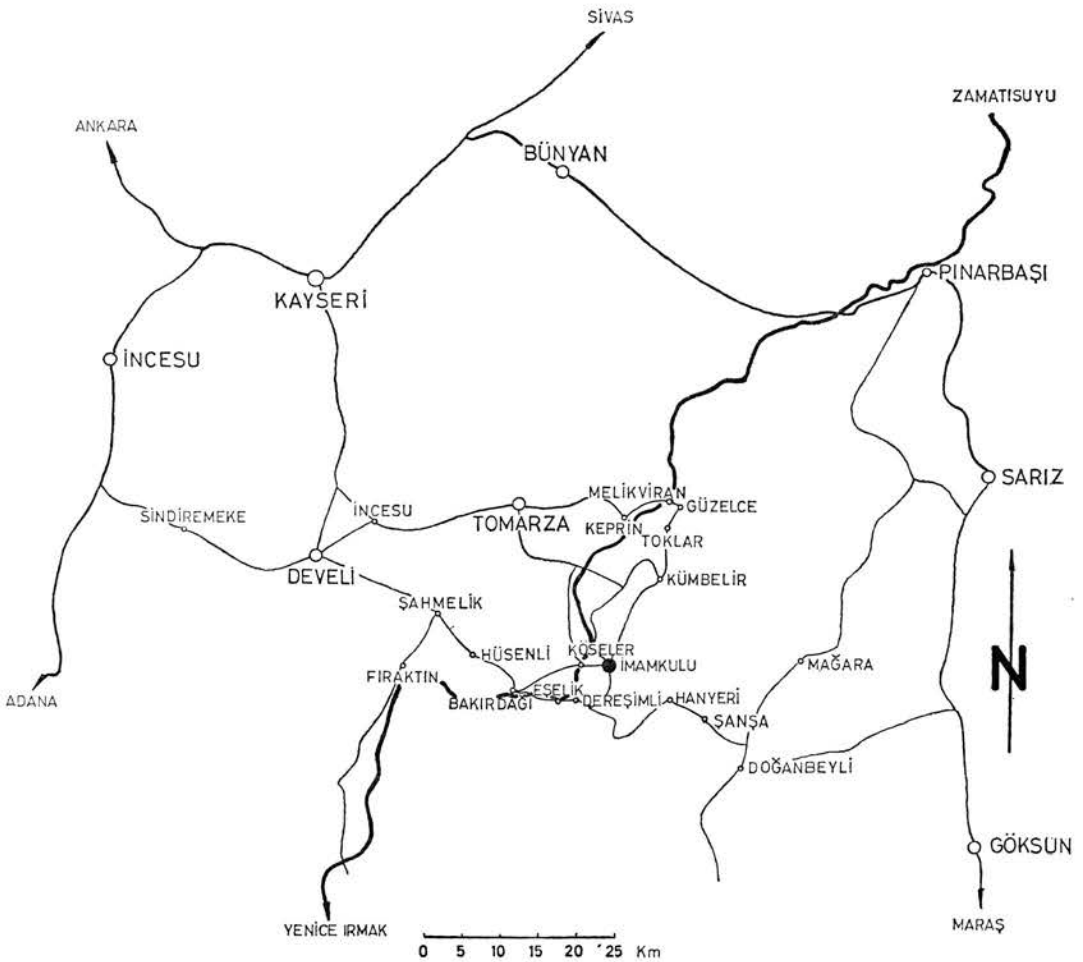 SİVAS
ZAMATISUYU
ANKARA
BÜNYAN
PINARBAŞI
KAYSERİ
İNCESU
SARIZ
MELİKVİRAN
GÜZELCE
İNCESU
SİNDİREMEKE
TOMARZA
KEPRİN
TOKLAR
DEVELİ
KÜMBELİR
ŞAHMELİK
HÜSENLİ
KÖSELER
İMAMKULU
MAĞARA
N
FIRAKTIN
ADANA
BAKIRDAĞI
EŞELİK
DEREŞİMLİ
HANYERİ
ŞANŞA
DOĞANBEYLİ
GÖKSUN
YENİCE IRMAK
MARAŞ
0 5 10 15 20 25 Km